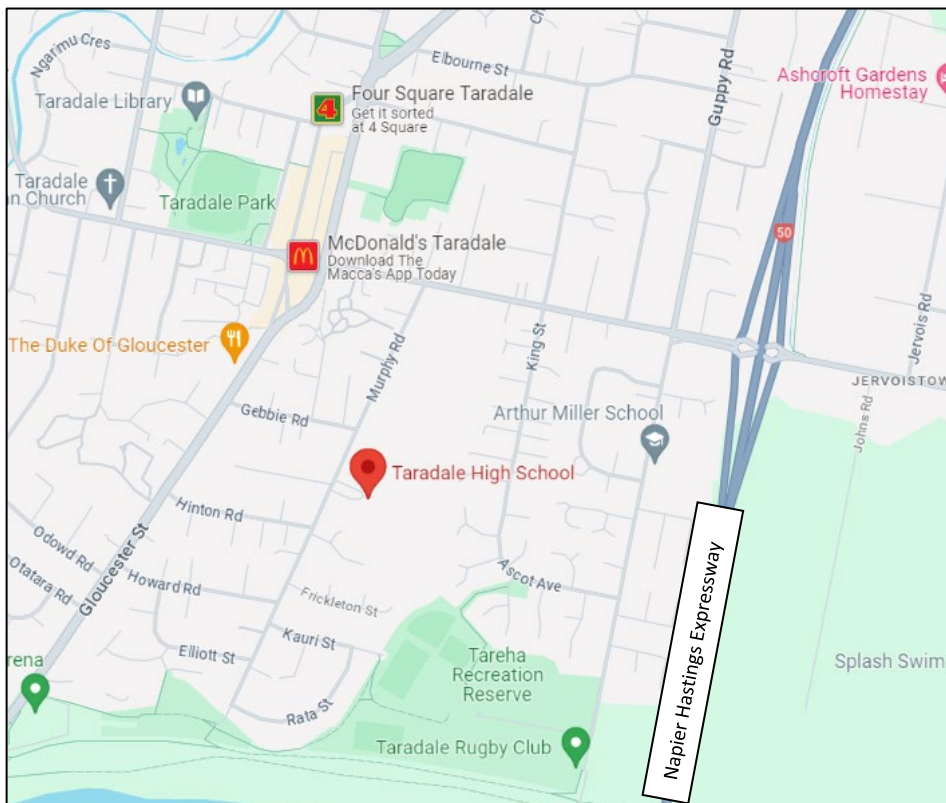 Ngarimu Cres
Ch
Elbourne St
Guppy Rd
Ashcroft Gardens
Homestay
Taradale Library
4
Four Square Taradale
Get it sorted
at 4 Square
Taradale
an Church
Taradale Park
50
McDonald's Taradale
Download The
Macca's App Today
Jervois Rd
The Duke Of Gloucester
Murphy Rd
King St
JERVOISTOW
Gebbie Rd
Arthur Miller School
Johns Rd
Taradale High School
Hinton Rd
Gloucester St
Odowd Rd
Otatara Rd
Howard Rd
Ascot Ave
Frickleton St
Kauri St
Elliott St
rena
Tareha
Recreation
Reserve
Rata St
Taradale Rugby Club
Napier Hastings Expressway
Splash Swim